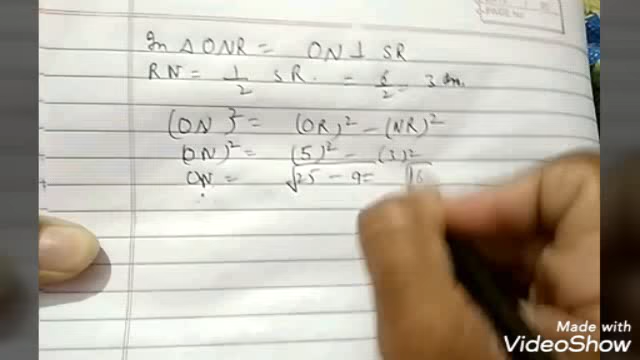 In Δ ONR = ON ⊥ SR
RN = 1/2 SR. = 6/2 3 cm.
(ON)² = (OR)² - (NR)²
(ON)² = (5)² - (3)²
ON = √25 - 9 = √16
Made with
VideoShow